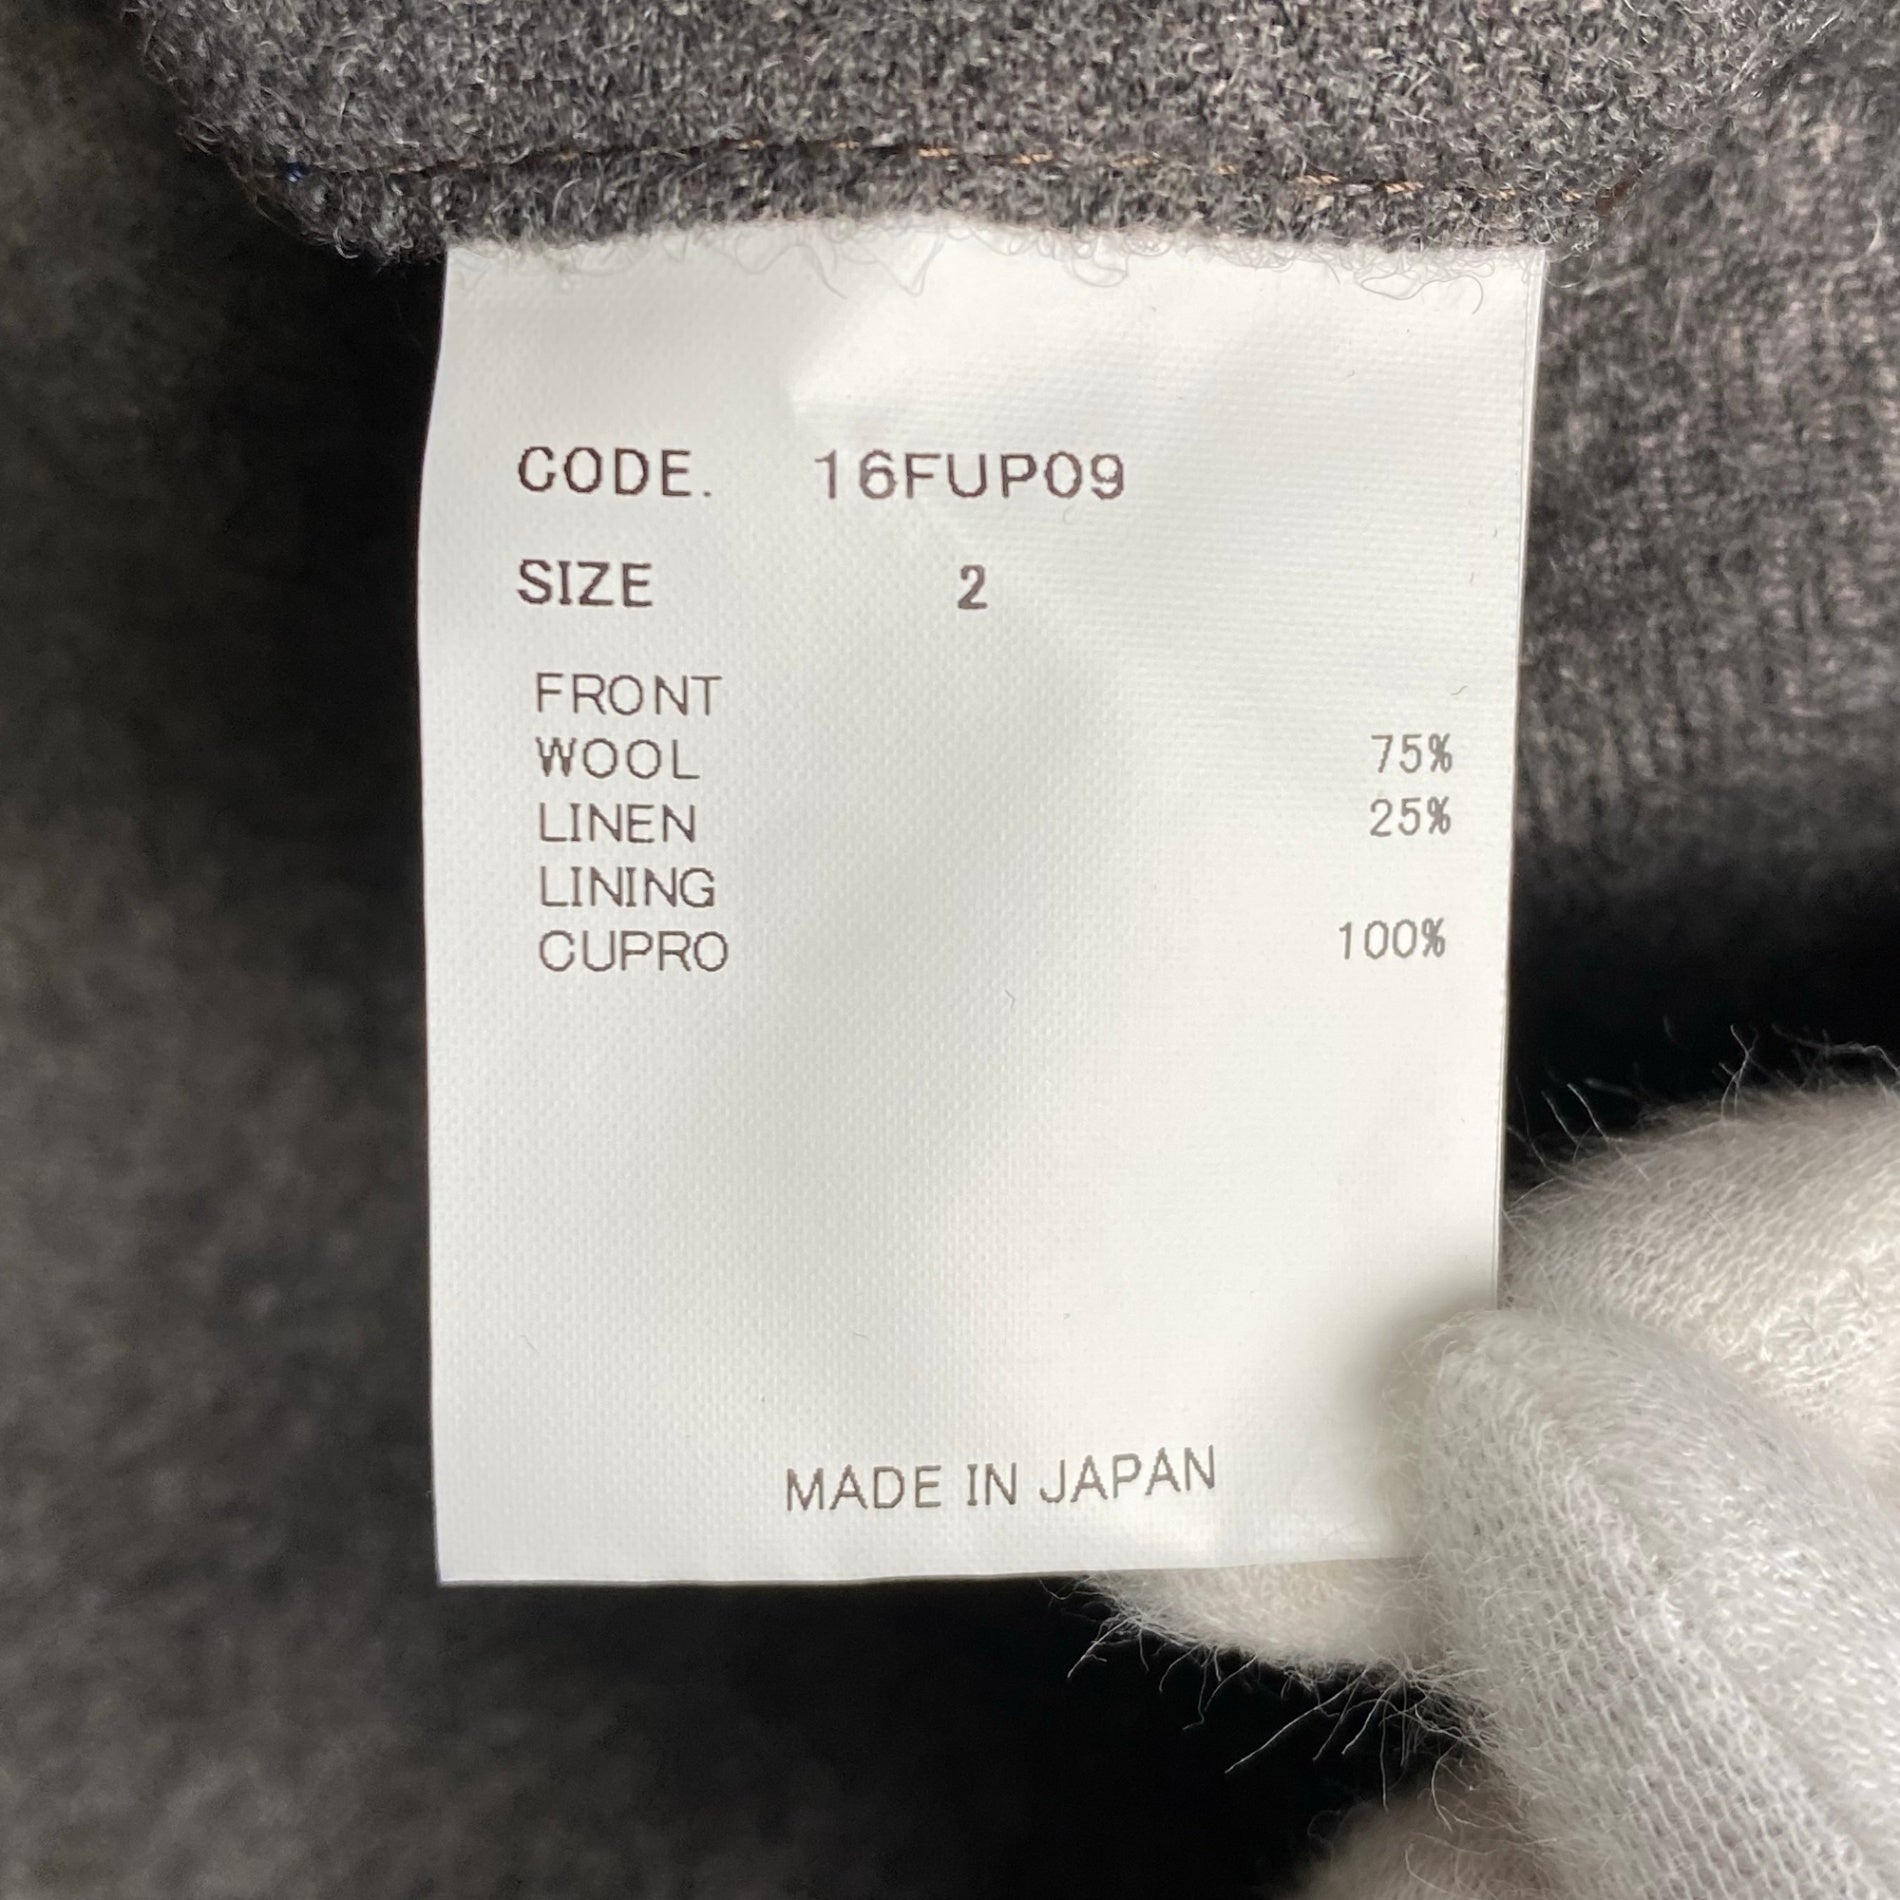 CODE. 16FUP09
SIZE 2
FRONT
WOOL 75%
LINEN 25%
LINING
CUPRO 100%
MADE IN JAPAN